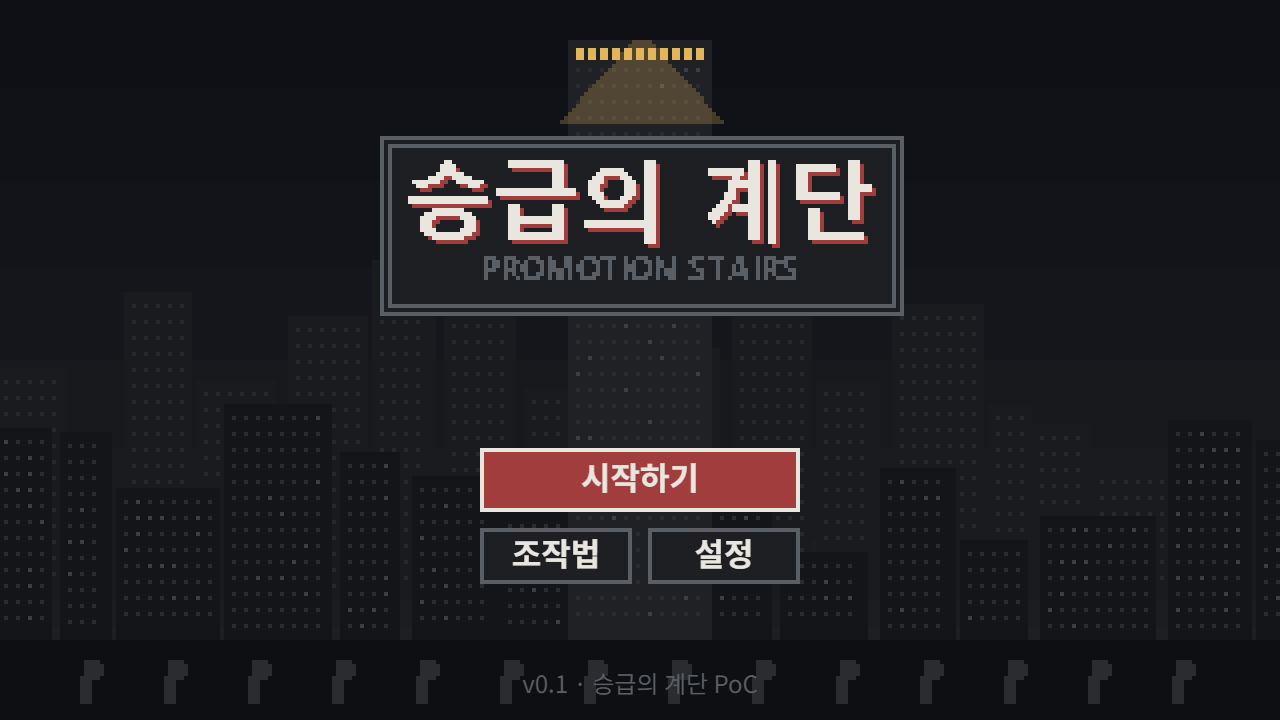 승급의 계단
PROMOTION STAIRS
시작하기
조작법
설정
v0.1 · 승급의 계단 PoC